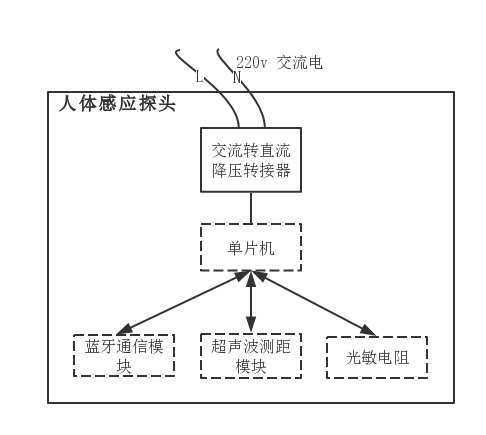 220v 交流电
L
N
人体感应探头
交流转直流
降压转接器
单片机
蓝牙通信模
块
超声波测距
模块
光敏电阻